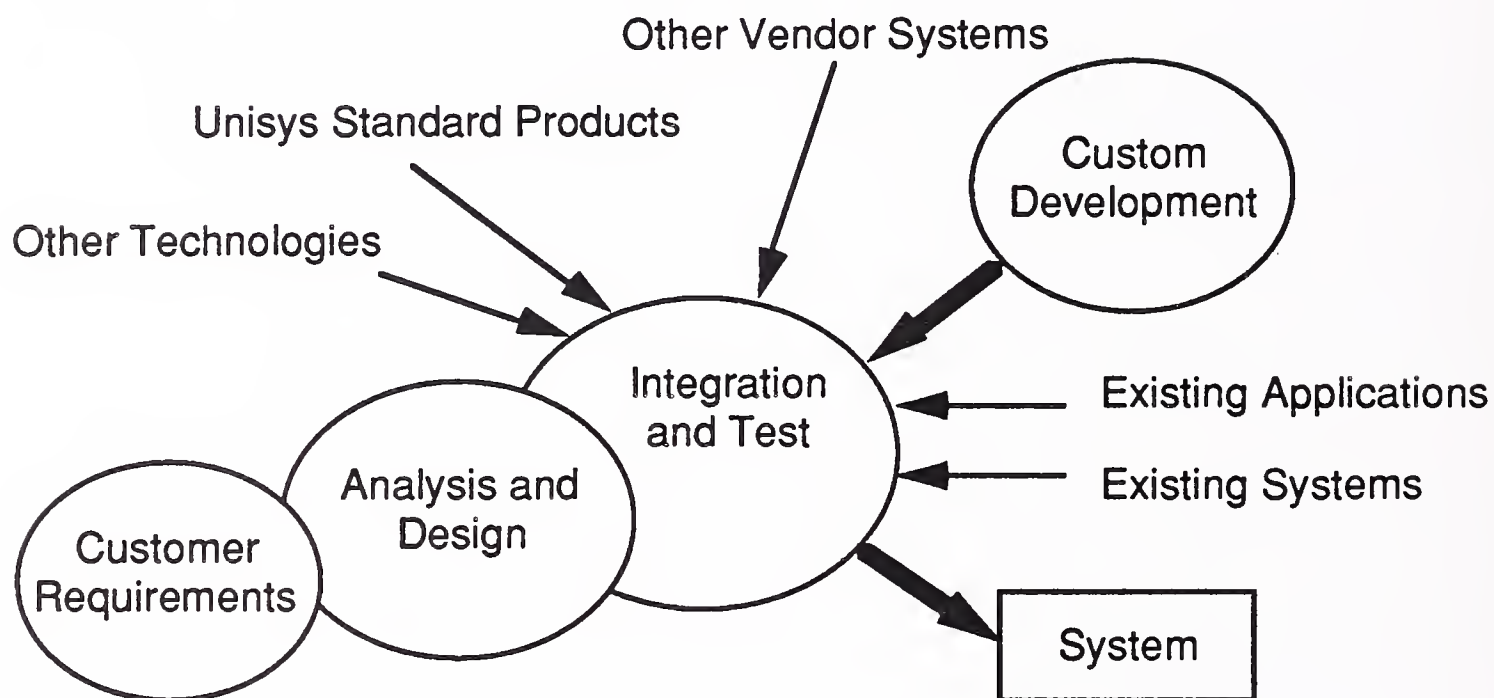 Other Vendor Systems
Unisys Standard Products
Custom
Development
Other Technologies
Integration
and Test
Existing Applications
Analysis and
Design
Existing Systems
Customer
Requirements
System